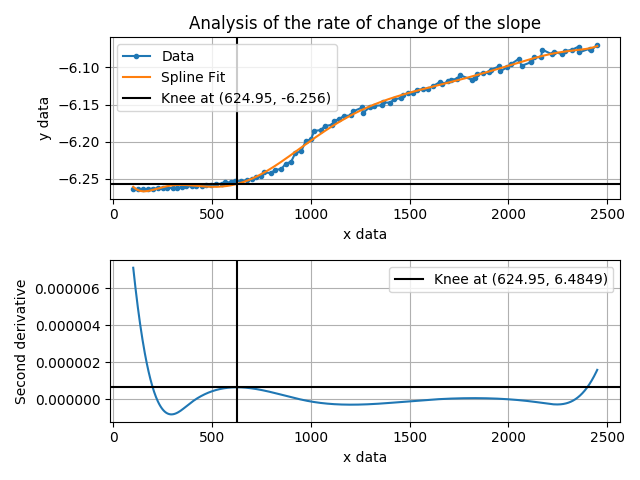 Analysis of the rate of change of the slope
Data
Spline Fit
Knee at (624.95, -6.256)
y data
−6.10
−6.15
−6.20
−6.25
0 500 1000 1500 2000 2500
x data
Knee at (624.95, 6.4849)
Second derivative
0.000006
0.000004
0.000002
0.000000
0 500 1000 1500 2000 2500
x data